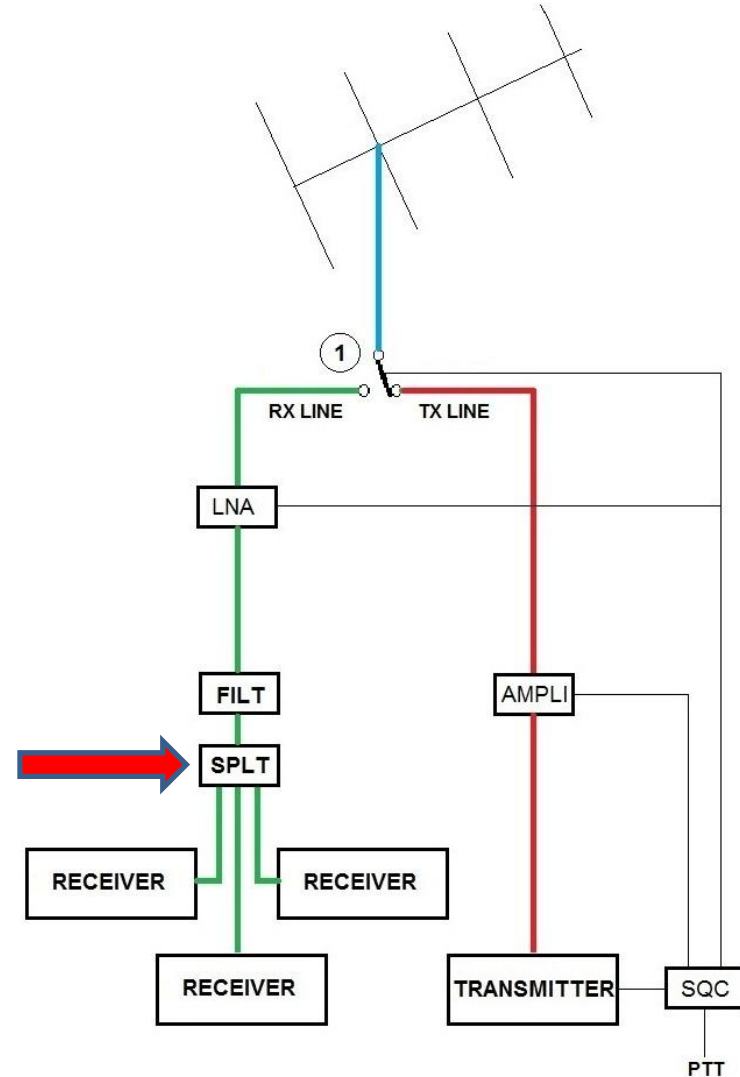 1
RX LINE TX LINE
LNA
FILT
AMPLI
SPLT
RECEIVER RECEIVER
RECEIVER
TRANSMITTER
SQC
PTT